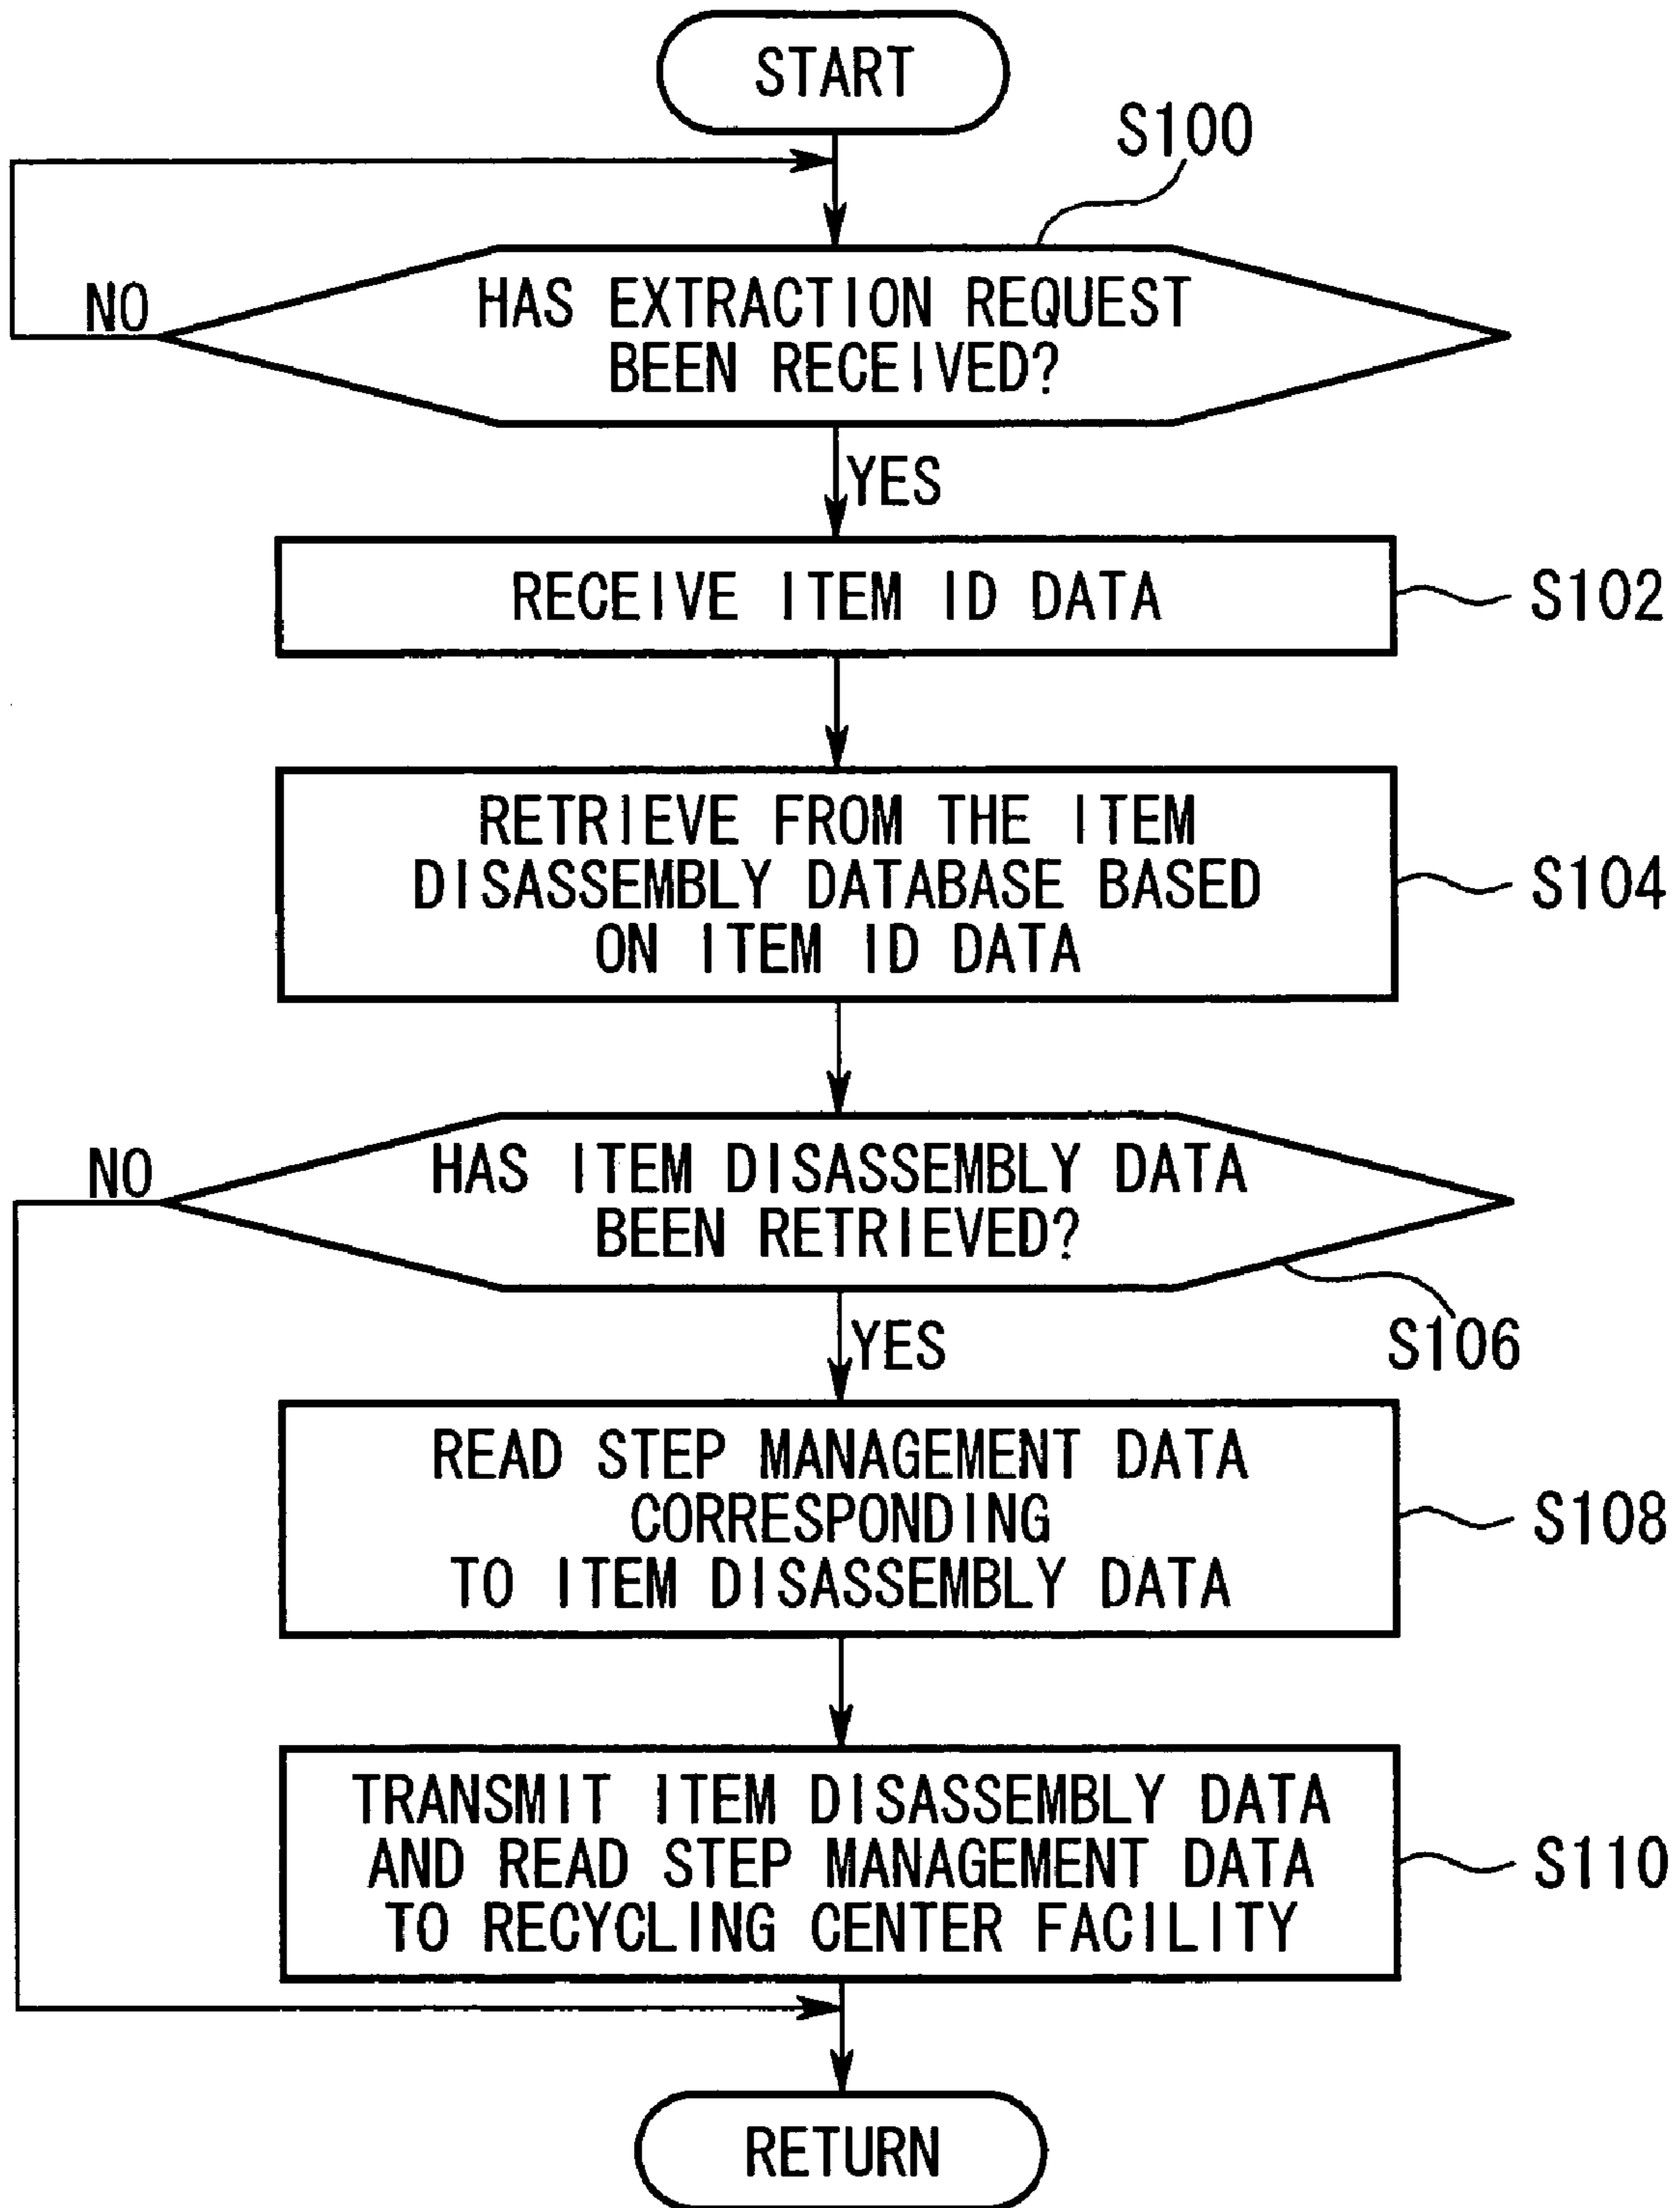 START
S100
NO
HAS EXTRACTION REQUEST
BEEN RECEIVED?
YES
RECEIVE ITEM ID DATA
S102
RETRIEVE FROM THE ITEM
DISASSEMBLY DATABASE BASED
ON ITEM ID DATA
S104
NO
HAS ITEM DISASSEMBLY DATA
BEEN RETRIEVED?
S106
YES
READ STEP MANAGEMENT DATA
CORRESPONDING
TO ITEM DISASSEMBLY DATA
S108
TRANSMIT ITEM DISASSEMBLY DATA
AND READ STEP MANAGEMENT DATA
TO RECYCLING CENTER FACILITY
S110
RETURN